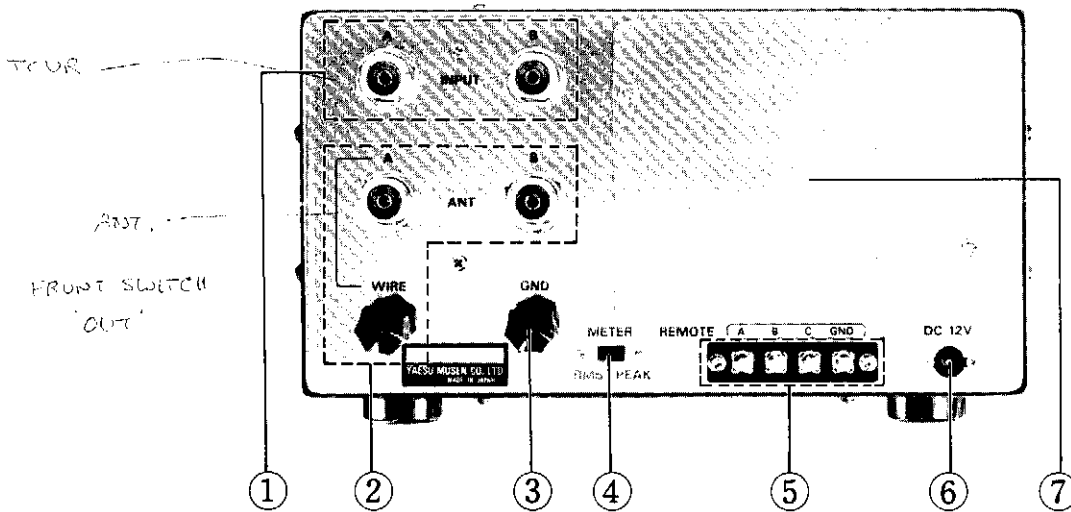 A B
INPUT
A B
ANT
ANT.
FRONT SWITCH
'OUT'
WIRE GND
METER REMOTE A B C GND DC 12V
RMS PEAK
YAESU MUSEN CO. LTD
MADE IN JAPAN
① ② ③ ④ ⑤ ⑥ ⑦